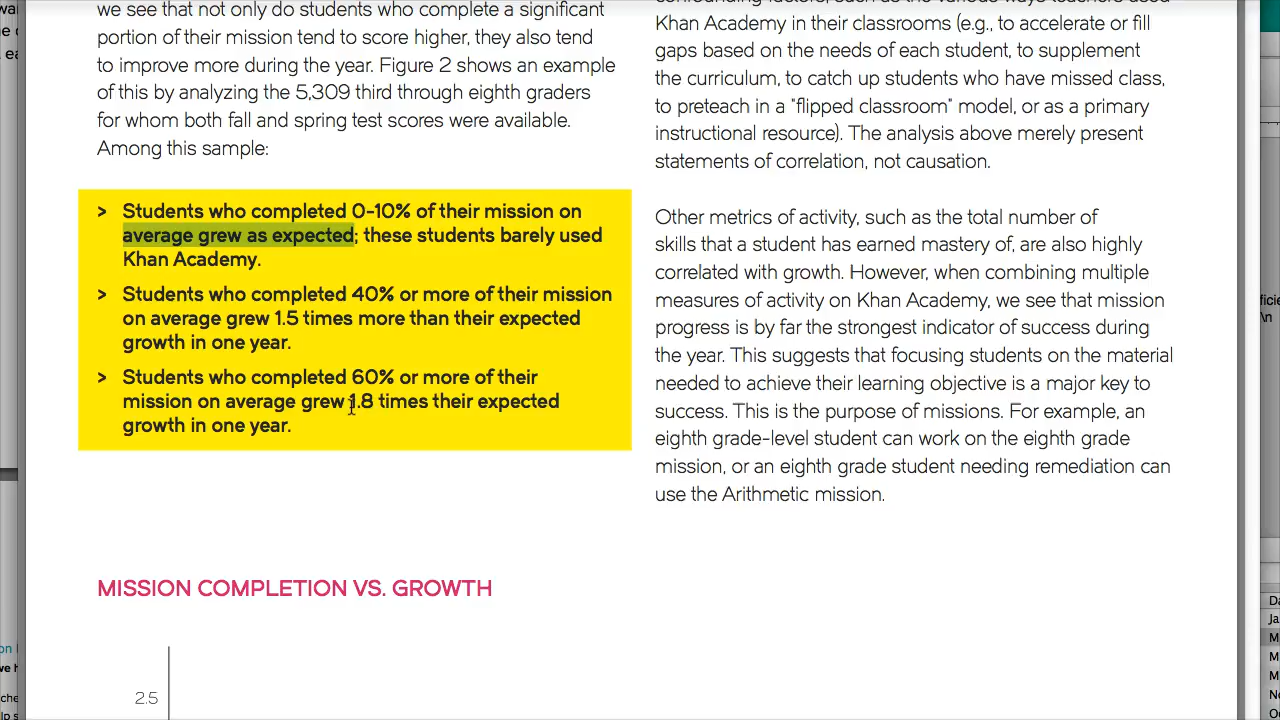 we see that not only do students who complete a significant
portion of their mission tend to score higher, they also tend
to improve more during the year. Figure 2 shows an example
of this by analyzing the 5,309 third through eighth graders
for whom both fall and spring test scores were available.
Among this sample:
> Students who completed 0-10% of their mission on
average grew as expected; these students barely used
Khan Academy.
> Students who completed 40% or more of their mission
on average grew 1.5 times more than their expected
growth in one year.
> Students who completed 60% or more of their
mission on average grew 1.8 times their expected
growth in one year.
MISSION COMPLETION VS. GROWTH
2.5
Khan Academy in their classrooms (e.g., to accelerate or fill
gaps based on the needs of each student, to supplement
the curriculum, to catch up students who have missed class,
to preteach in a "flipped classroom" model, or as a primary
instructional resource). The analysis above merely present
statements of correlation, not causation.
Other metrics of activity, such as the total number of
skills that a student has earned mastery of, are also highly
correlated with growth. However, when combining multiple
measures of activity on Khan Academy, we see that mission
progress is by far the strongest indicator of success during
the year. This suggests that focusing students on the material
needed to achieve their learning objective is a major key to
success. This is the purpose of missions. For example, an
eighth grade-level student can work on the eighth grade
mission, or an eighth grade student needing remediation can
use the Arithmetic mission.